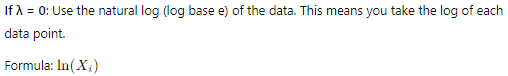 If λ = 0: Use the natural log (log base e) of the data. This means you take the log of each
data point.
Formula: ln(Xᵢ)